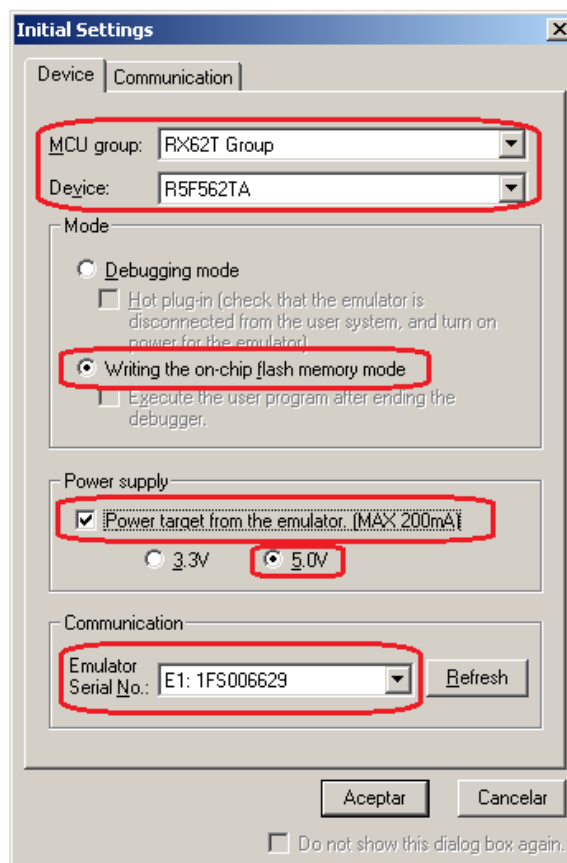 Initial Settings
Device Communication
MCU group: RX62T Group
Device: R5F562TA
Mode
Debugging mode
Hot plug-in (check that the emulator is
disconnected from the user system, and turn on
power for the emulator)
Writing the on-chip flash memory mode
Execute the user program after ending the
debugger.
Power supply
Power target from the emulator. (MAX 200mA)
3.3V 5.0V
Communication
Emulator
Serial No.: E1: 1FS006629 Refresh
Aceptar Cancelar
Do not show this dialog box again.